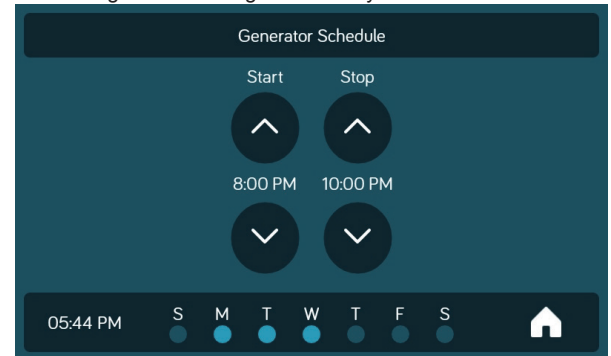 Generator Schedule
Start Stop
8:00 PM 10:00 PM
05:44 PM S M T W T F S